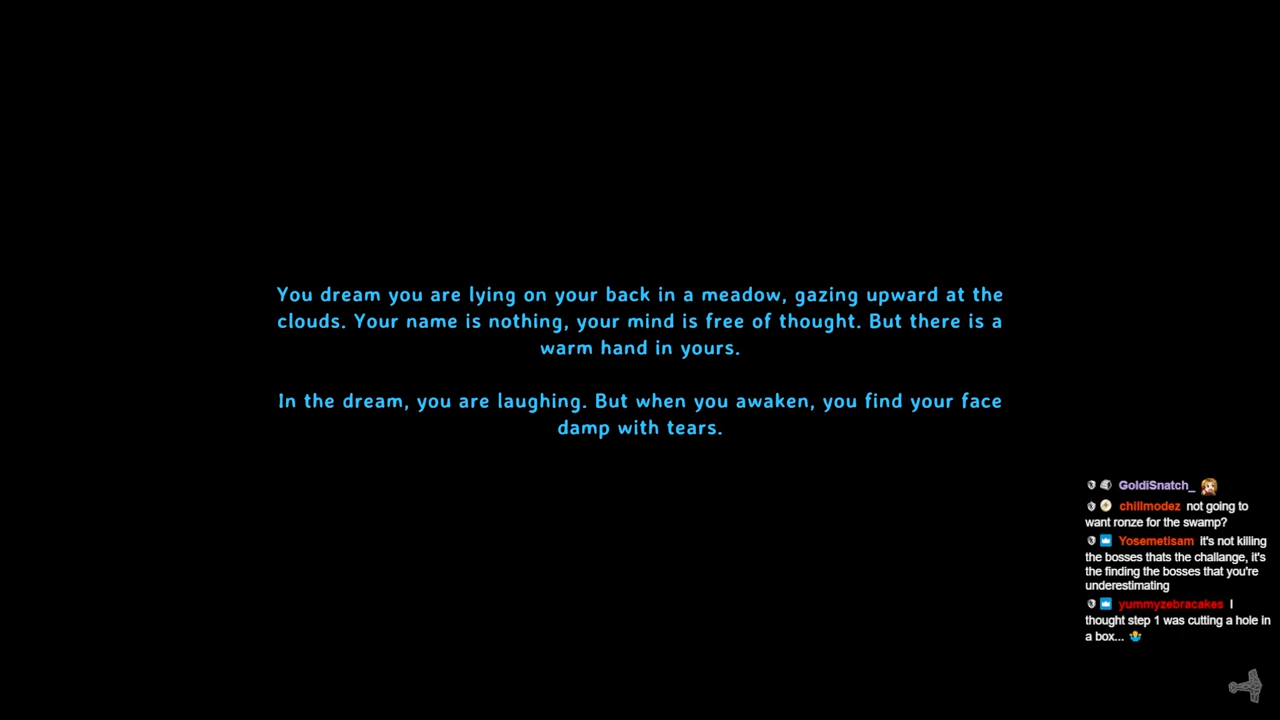 You dream you are lying on your back in a meadow, gazing upward at the
clouds. Your name is nothing, your mind is free of thought. But there is a
warm hand in yours.
In the dream, you are laughing. But when you awaken, you find your face
damp with tears.
GoldiSnatch_
chillmodez not going to
want ronze for the swamp?
Yosemetisam it's not killing
the bosses thats the challange, it's
the finding the bosses that you're
underestimating
yummyzebracakes I
thought step 1 was cutting a hole in
a box...